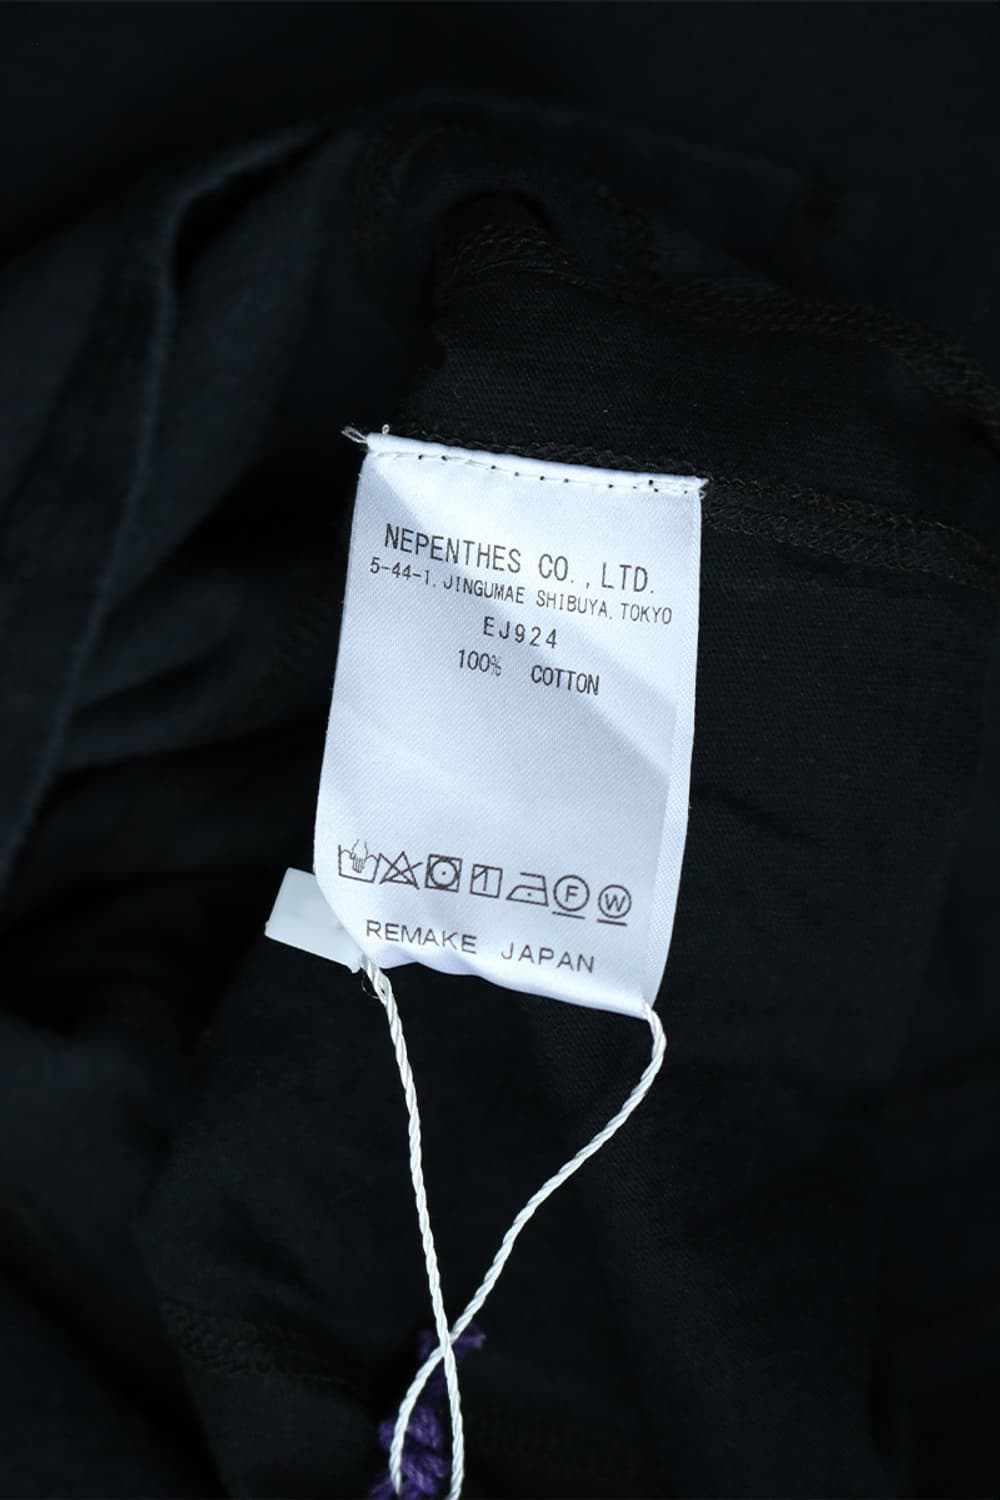 NEPENTHES CO.,LTD.
5-44-1, JINGUMAE SHIBUYA, TOKYO
EJ924
100% COTTON
F W
REMAKE JAPAN